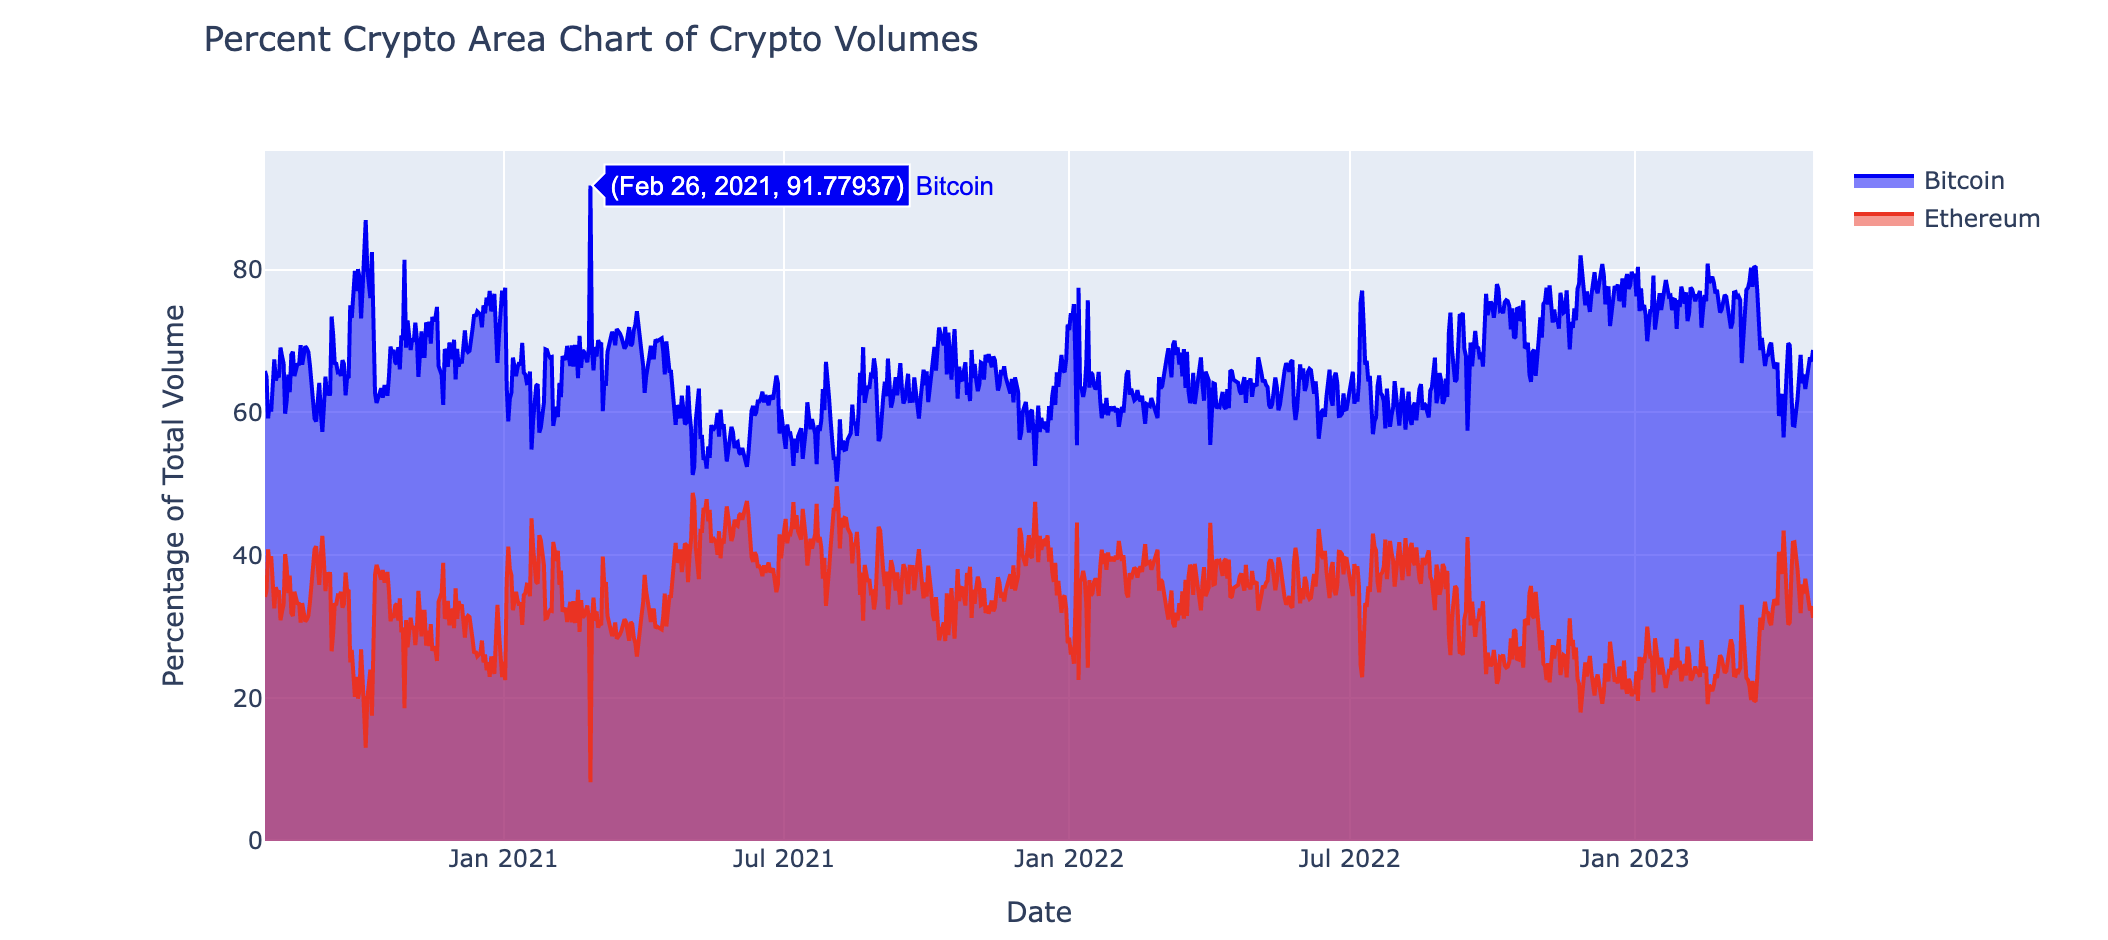 Percent Crypto Area Chart of Crypto Volumes
(Feb 26, 2021, 91.77937) Bitcoin
Bitcoin
Ethereum
Percentage of Total Volume
80
60
40
20
0
Jan 2021 Jul 2021 Jan 2022 Jul 2022 Jan 2023
Date